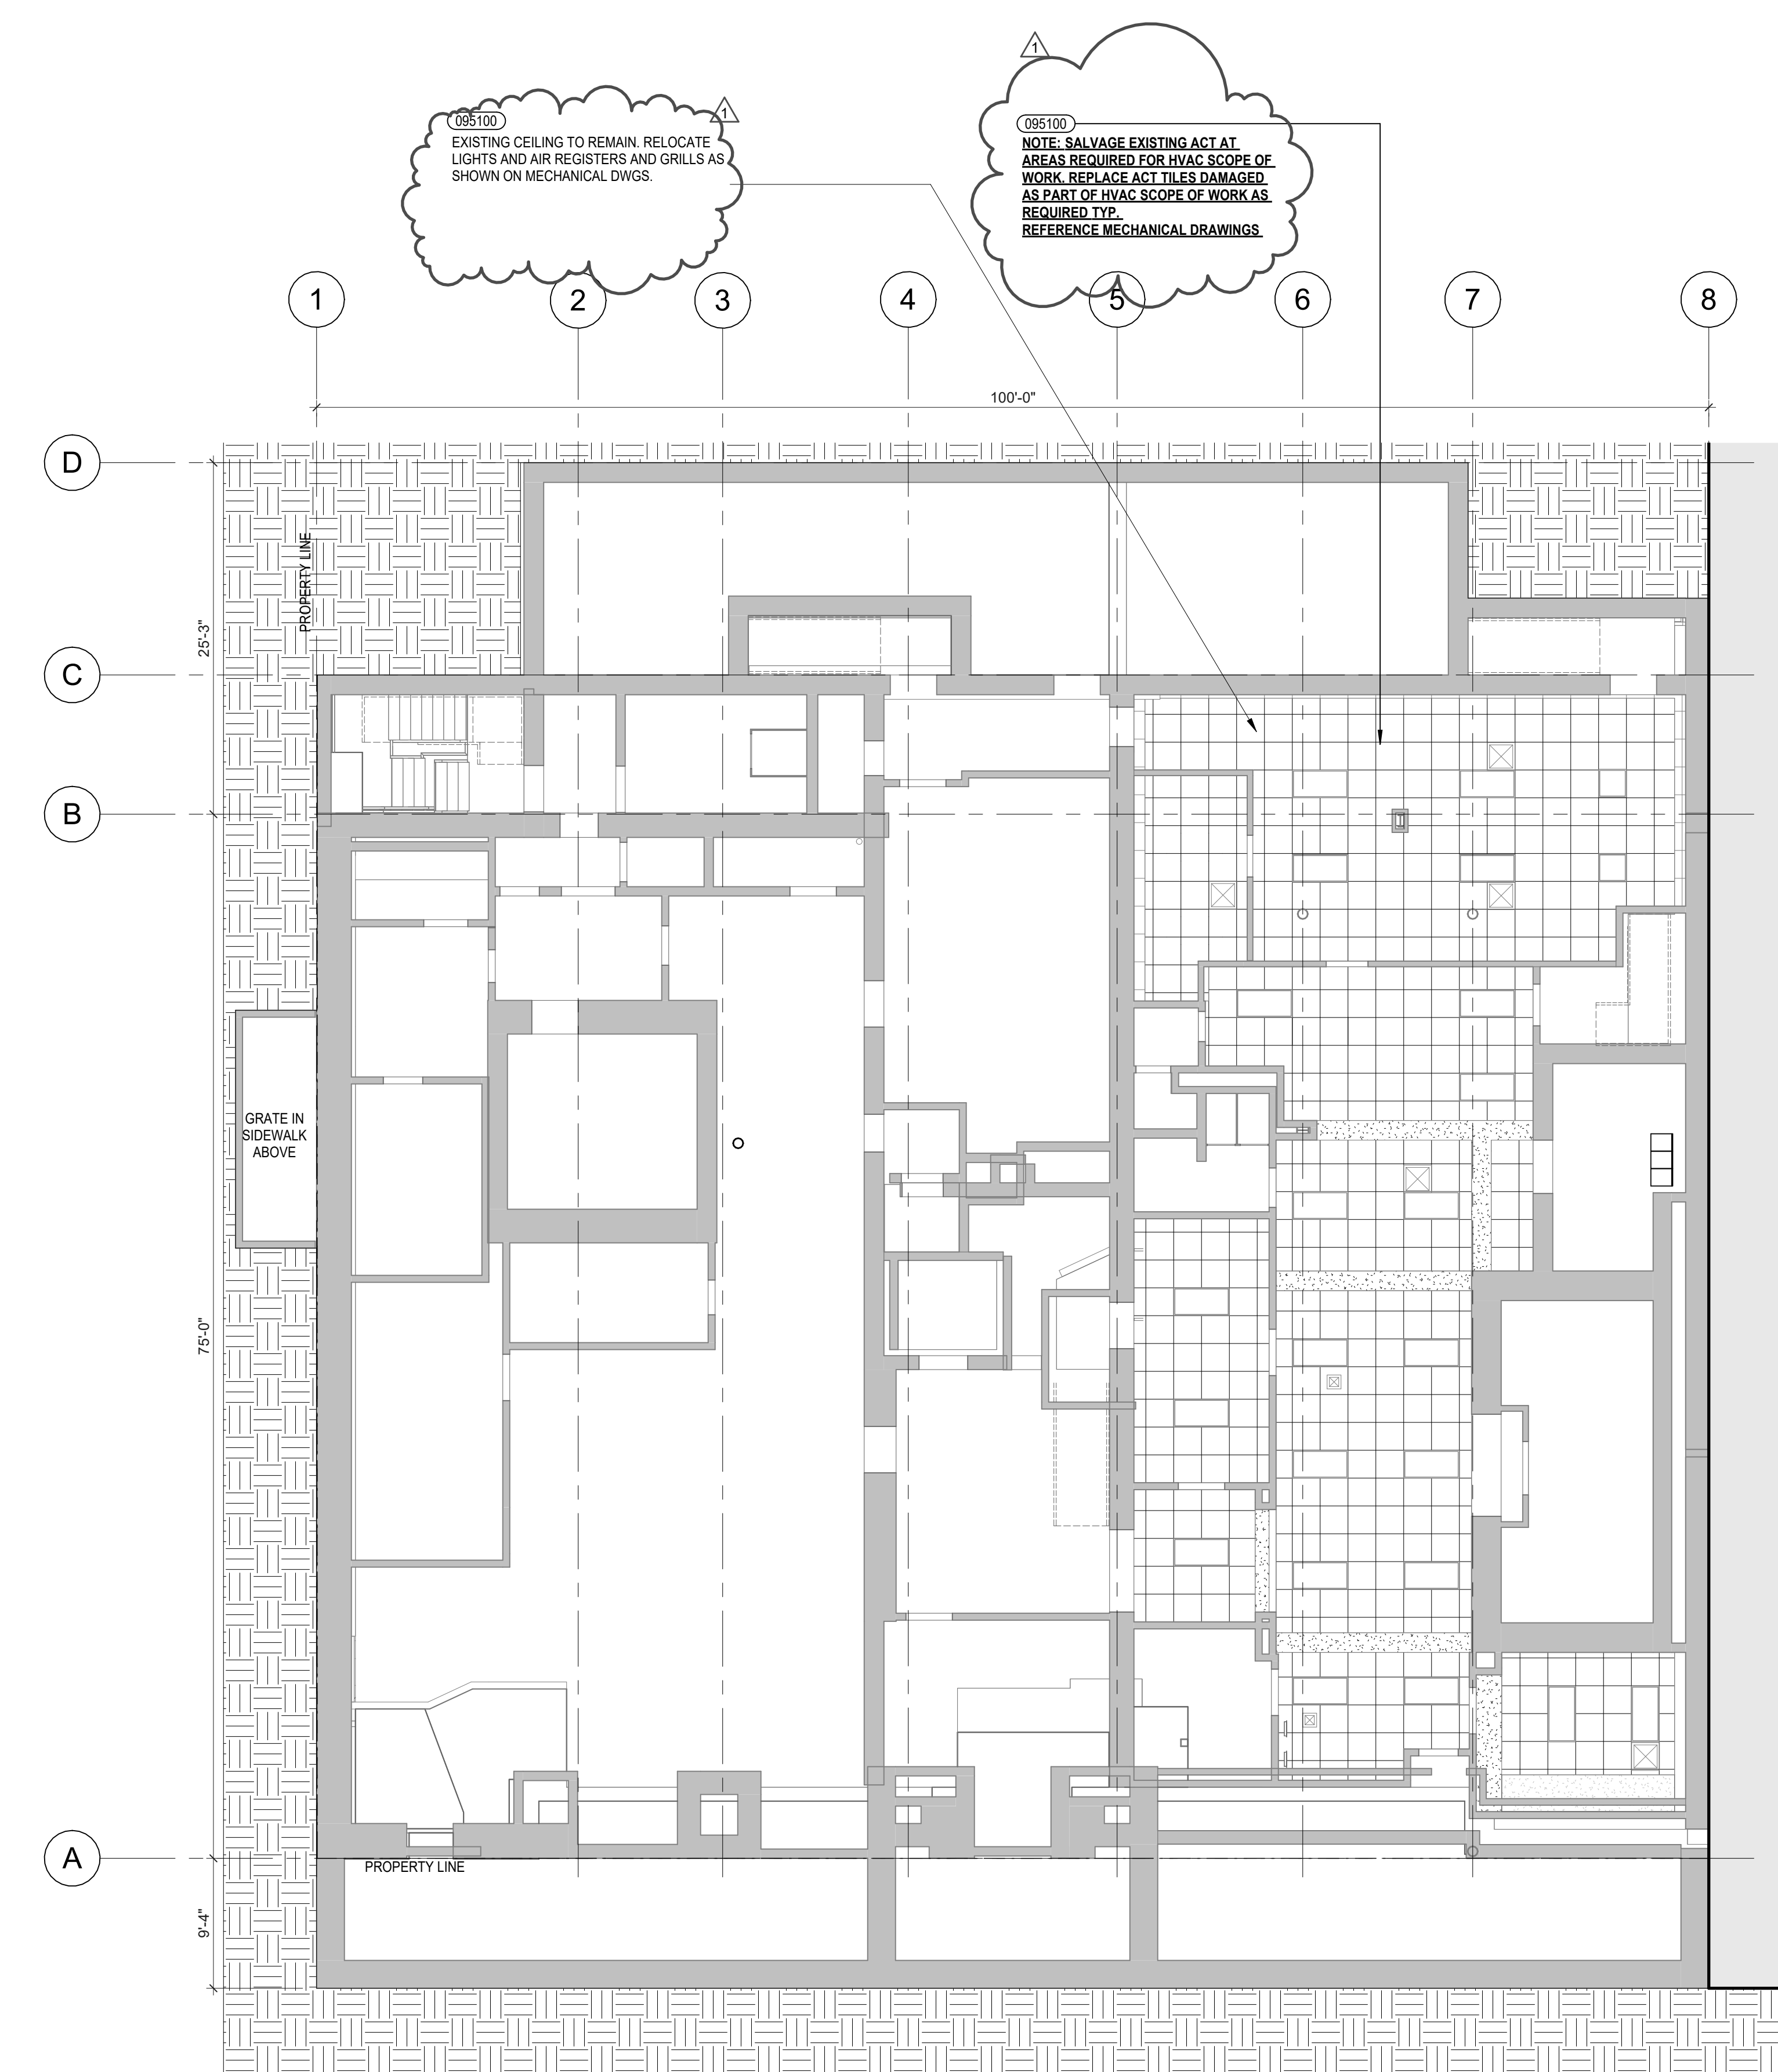 1
1
095100
EXISTING CEILING TO REMAIN. RELOCATE
LIGHTS AND AIR REGISTERS AND GRILLS AS
SHOWN ON MECHANICAL DWGS.
095100
NOTE: SALVAGE EXISTING ACT AT
AREAS REQUIRED FOR HVAC SCOPE OF
WORK. REPLACE ACT TILES DAMAGED
AS PART OF HVAC SCOPE OF WORK AS
REQUIRED TYP.
REFERENCE MECHANICAL DRAWINGS
1
2
3
4
5
6
7
8
100'-0"
D
PROPERTY LINE
25'-3"
C
B
GRATE IN
SIDEWALK
ABOVE
75'-0"
A
PROPERTY LINE
9'-4"